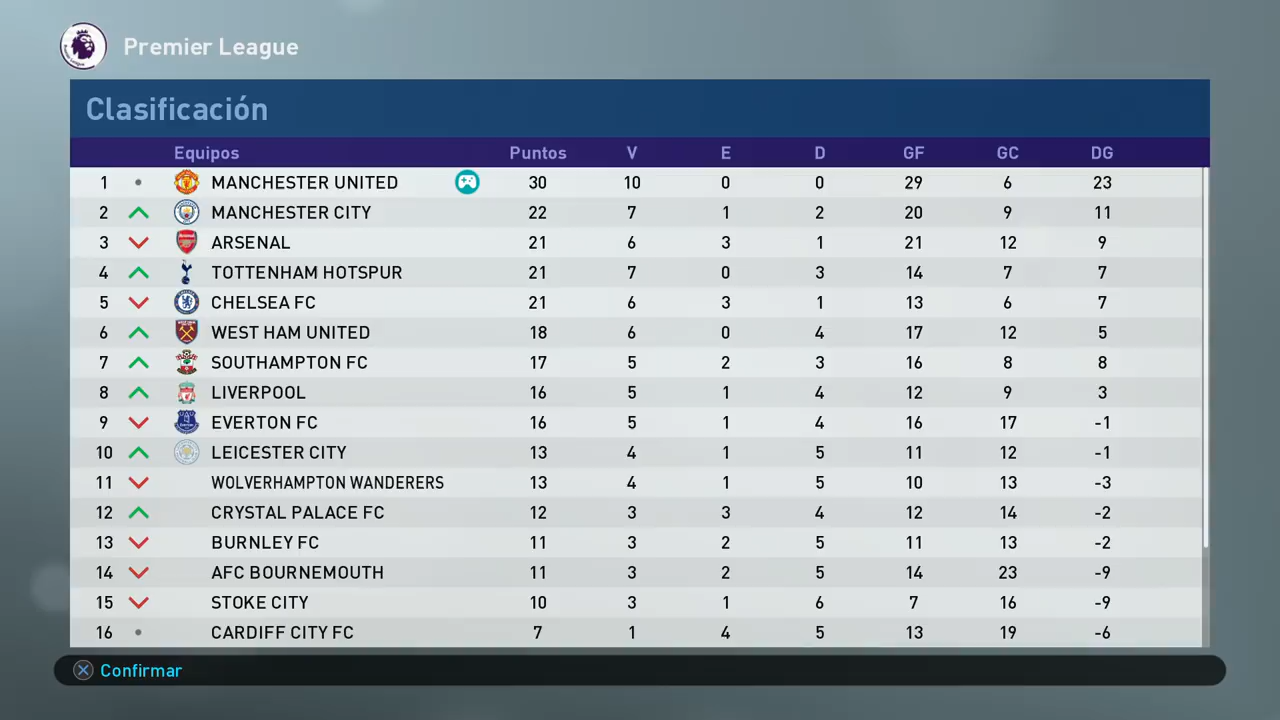 Premier League
Clasificación
Equipos Puntos V E D GF GC DG
1 MANCHESTER UNITED 30 10 0 0 29 6 23
2 MANCHESTER CITY 22 7 1 2 20 9 11
3 ARSENAL 21 6 3 1 21 12 9
4 TOTTENHAM HOTSPUR 21 7 0 3 14 7 7
5 CHELSEA FC 21 6 3 1 13 6 7
6 WEST HAM UNITED 18 6 0 4 17 12 5
7 SOUTHAMPTON FC 17 5 2 3 16 8 8
8 LIVERPOOL 16 5 1 4 12 9 3
9 EVERTON FC 16 5 1 4 16 17 -1
10 LEICESTER CITY 13 4 1 5 11 12 -1
11 WOLVERHAMPTON WANDERERS 13 4 1 5 10 13 -3
12 CRYSTAL PALACE FC 12 3 3 4 12 14 -2
13 BURNLEY FC 11 3 2 5 11 13 -2
14 AFC BOURNEMOUTH 11 3 2 5 14 23 -9
15 STOKE CITY 10 3 1 6 7 16 -9
16 CARDIFF CITY FC 7 1 4 5 13 19 -6
Confirmar